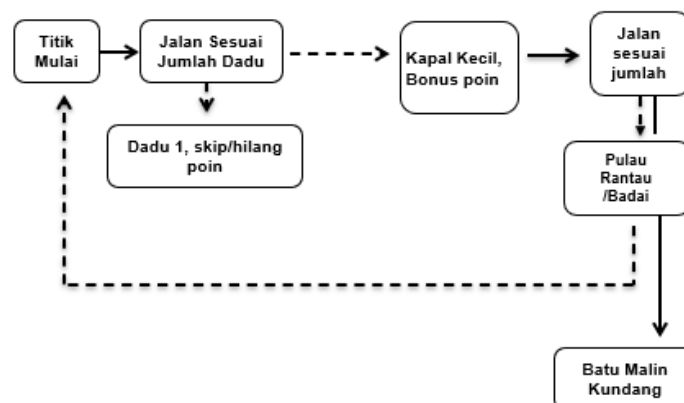 Titik
Mulai
Jalan Sesuai
Jumlah Dadu
Kapal Kecil,
Bonus poin
Jalan
sesuai
jumlah
Dadu 1, skip/hilang
poin
Pulau
Rantau
/Badai
Batu Malin
Kundang